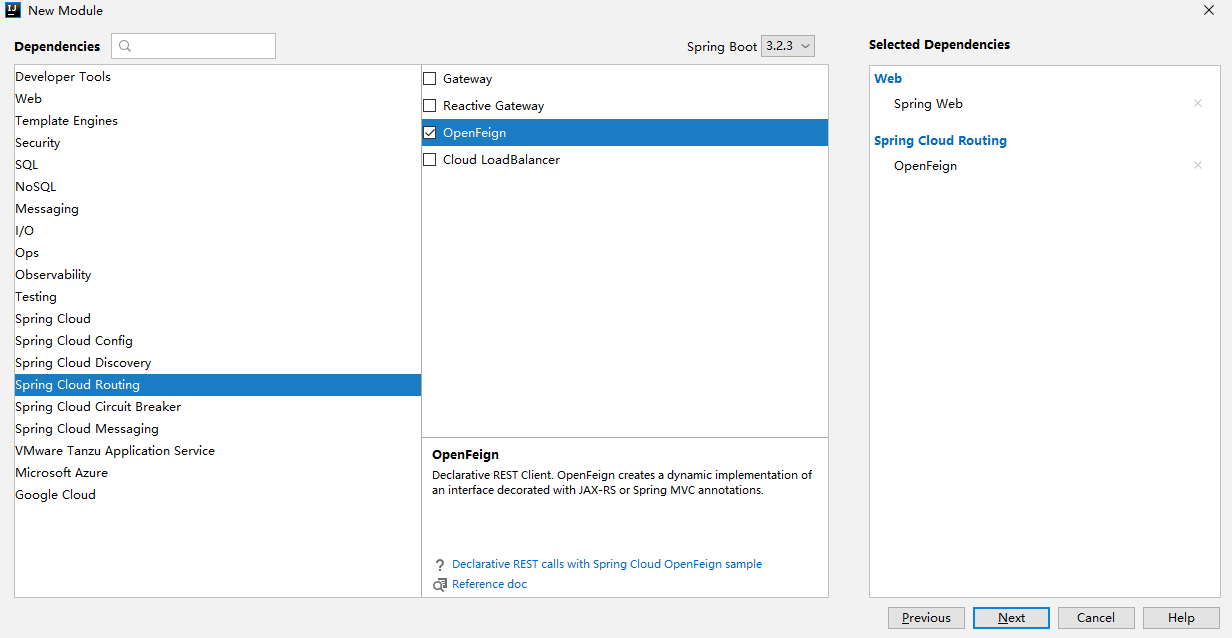 New Module
Dependencies
Spring Boot 3.2.3
Developer Tools
Web
Template Engines
Security
SQL
NoSQL
Messaging
I/O
Ops
Observability
Testing
Spring Cloud
Spring Cloud Config
Spring Cloud Discovery
Spring Cloud Routing
Spring Cloud Circuit Breaker
Spring Cloud Messaging
VMware Tanzu Application Service
Microsoft Azure
Google Cloud
Gateway
Reactive Gateway
OpenFeign
Cloud LoadBalancer
OpenFeign
Declarative REST Client. OpenFeign creates a dynamic implementation of
an interface decorated with JAX-RS or Spring MVC annotations.
? Declarative REST calls with Spring Cloud OpenFeign sample
Reference doc
Selected Dependencies
Web
Spring Web
Spring Cloud Routing
OpenFeign
Previous
Next
Cancel
Help